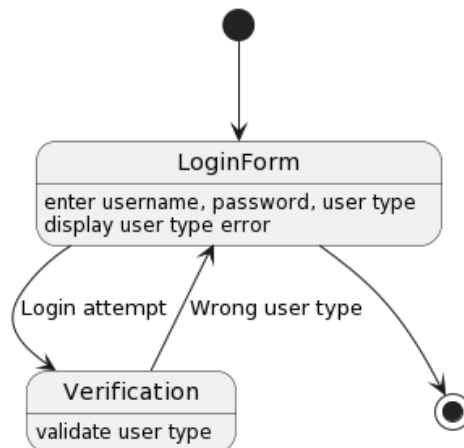 LoginForm
enter username, password, user type
display user type error
Login attempt
Wrong user type
Verification
validate user type